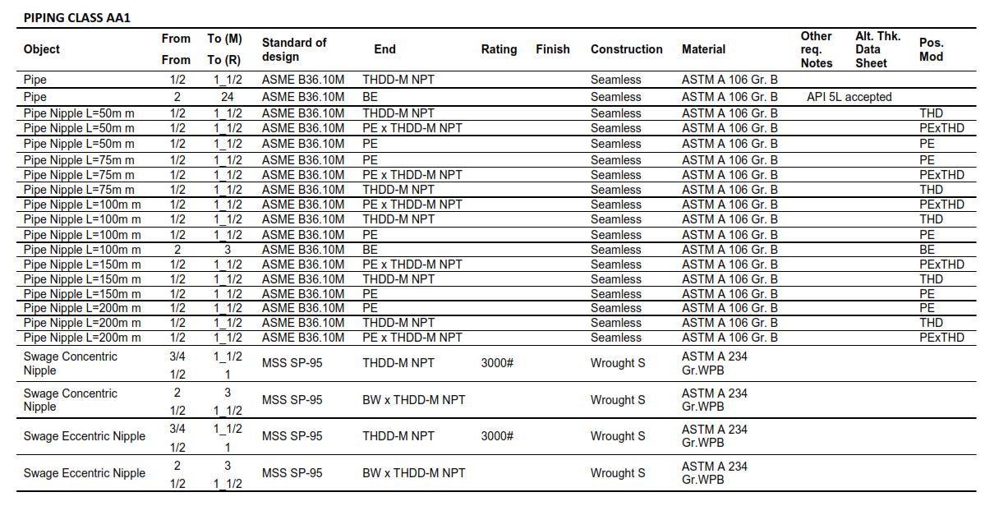 PIPING CLASS AA1
Object From To (M) Standard of design End Rating Finish Construction Material Other req. Notes Alt. Thk. Data Sheet Pos. Mod
From To (R)
Pipe 1/2 1_1/2 ASME B36.10M THDD-M NPT Seamless ASTM A 106 Gr. B
Pipe 2 24 ASME B36.10M BE Seamless ASTM A 106 Gr. B API 5L accepted
Pipe Nipple L=50m m 1/2 1_1/2 ASME B36.10M THDD-M NPT Seamless ASTM A 106 Gr. B THD
Pipe Nipple L=50m m 1/2 1_1/2 ASME B36.10M PE x THDD-M NPT Seamless ASTM A 106 Gr. B PExTHD
Pipe Nipple L=50m m 1/2 1_1/2 ASME B36.10M PE Seamless ASTM A 106 Gr. B PE
Pipe Nipple L=75m m 1/2 1_1/2 ASME B36.10M PE Seamless ASTM A 106 Gr. B PE
Pipe Nipple L=75m m 1/2 1_1/2 ASME B36.10M PE x THDD-M NPT Seamless ASTM A 106 Gr. B PExTHD
Pipe Nipple L=75m m 1/2 1_1/2 ASME B36.10M THDD-M NPT Seamless ASTM A 106 Gr. B THD
Pipe Nipple L=100m m 1/2 1_1/2 ASME B36.10M PE x THDD-M NPT Seamless ASTM A 106 Gr. B PExTHD
Pipe Nipple L=100m m 1/2 1_1/2 ASME B36.10M THDD-M NPT Seamless ASTM A 106 Gr. B THD
Pipe Nipple L=100m m 1/2 1_1/2 ASME B36.10M PE Seamless ASTM A 106 Gr. B PE
Pipe Nipple L=100m m 2 3 ASME B36.10M BE Seamless ASTM A 106 Gr. B BE
Pipe Nipple L=150m m 1/2 1_1/2 ASME B36.10M PE x THDD-M NPT Seamless ASTM A 106 Gr. B PExTHD
Pipe Nipple L=150m m 1/2 1_1/2 ASME B36.10M THDD-M NPT Seamless ASTM A 106 Gr. B THD
Pipe Nipple L=150m m 1/2 1_1/2 ASME B36.10M PE Seamless ASTM A 106 Gr. B PE
Pipe Nipple L=200m m 1/2 1_1/2 ASME B36.10M PE Seamless ASTM A 106 Gr. B PE
Pipe Nipple L=200m m 1/2 1_1/2 ASME B36.10M THDD-M NPT Seamless ASTM A 106 Gr. B THD
Pipe Nipple L=200m m 1/2 1_1/2 ASME B36.10M PE x THDD-M NPT Seamless ASTM A 106 Gr. B PExTHD
Swage Concentric 3/4 1_1/2 MSS SP-95 THDD-M NPT 3000# Wrought S ASTM A 234
Nipple 1/2 1 Gr.WPB
Swage Concentric 2 3 MSS SP-95 BW x THDD-M NPT Wrought S ASTM A 234
Nipple 1/2 1_1/2 Gr.WPB
Swage Eccentric Nipple 3/4 1_1/2 MSS SP-95 THDD-M NPT 3000# Wrought S ASTM A 234
1/2 1 Gr.WPB
Swage Eccentric Nipple 2 3 MSS SP-95 BW x THDD-M NPT Wrought S ASTM A 234
1/2 1_1/2 Gr.WPB